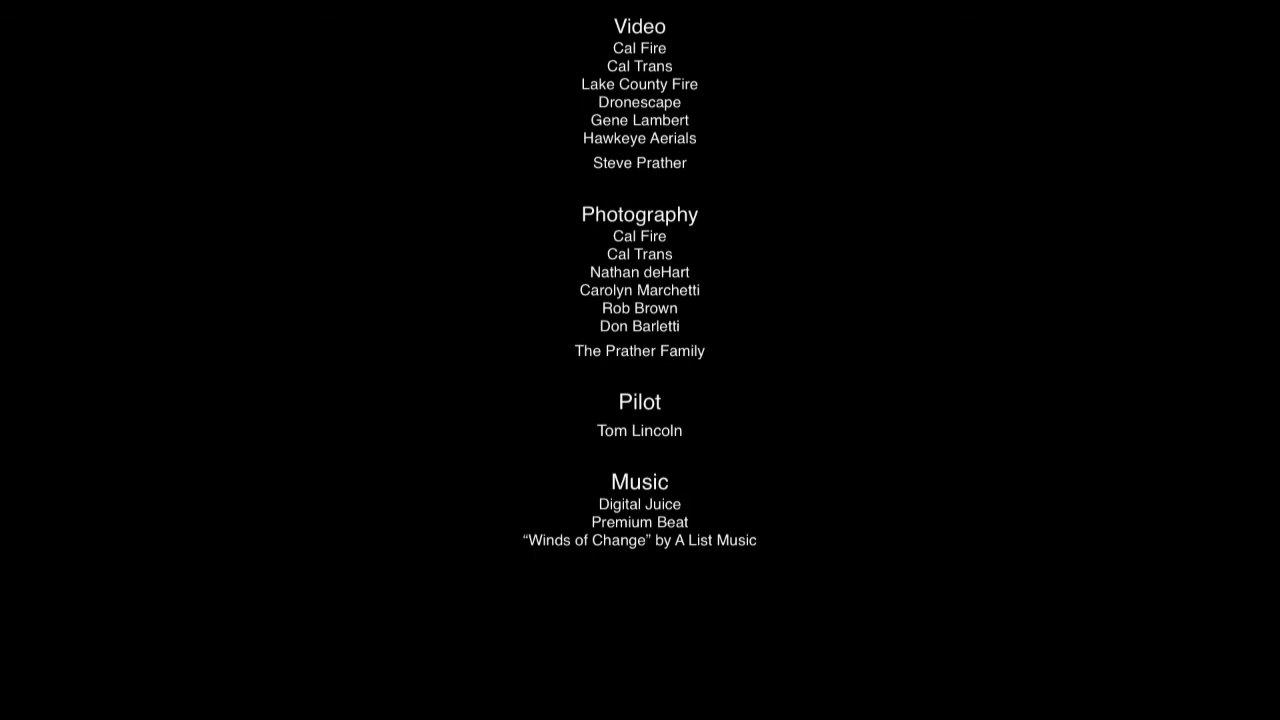 Video
Cal Fire
Cal Trans
Lake County Fire
Dronescape
Gene Lambert
Hawkeye Aerials
Steve Prather
Photography
Cal Fire
Cal Trans
Nathan deHart
Carolyn Marchetti
Rob Brown
Don Barletti
The Prather Family
Pilot
Tom Lincoln
Music
Digital Juice
Premium Beat
“Winds of Change” by A List Music